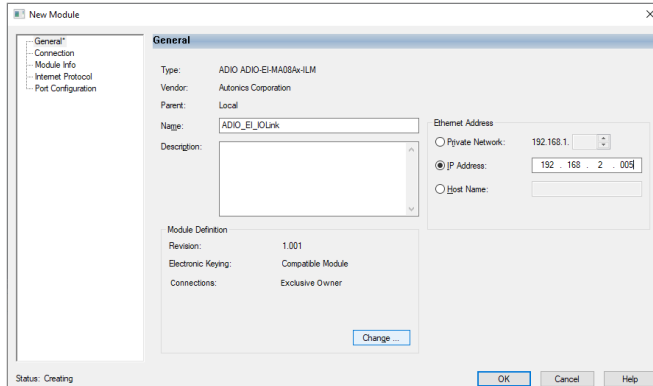 New Module
General*
Connection
Module Info
Internet Protocol
Port Configuration
General
Type: ADIO ADIO-EI-MA08Ax-ILM
Vendor: Autonics Corporation
Parent: Local
Name: ADIO_EI_IOLink
Description:
Ethernet Address
Private Network: 192.168.1.
IP Address: 192 . 168 . 2 . 005
Host Name:
Module Definition
Revision: 1.001
Electronic Keying: Compatible Module
Connections: Exclusive Owner
Change ...
Status: Creating
OK Cancel Help